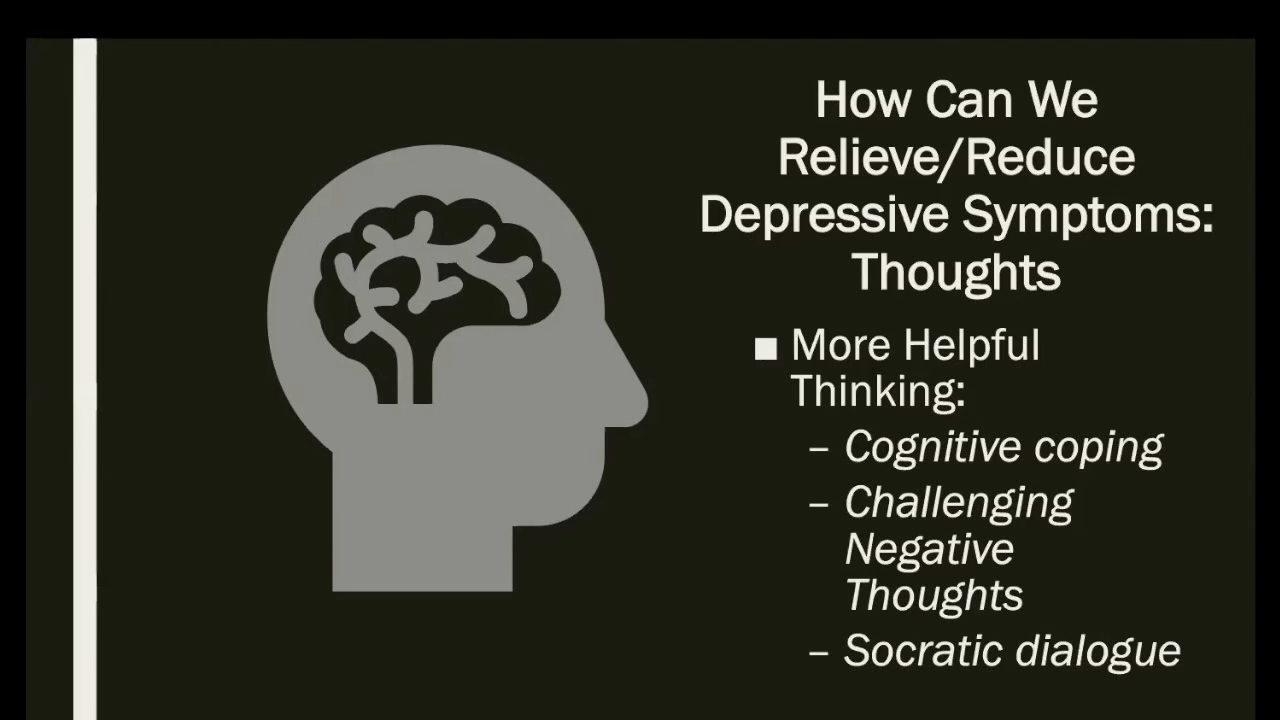 How Can We
Relieve/Reduce
Depressive Symptoms:
Thoughts
■ More Helpful
Thinking:
– Cognitive coping
– Challenging
Negative
Thoughts
– Socratic dialogue